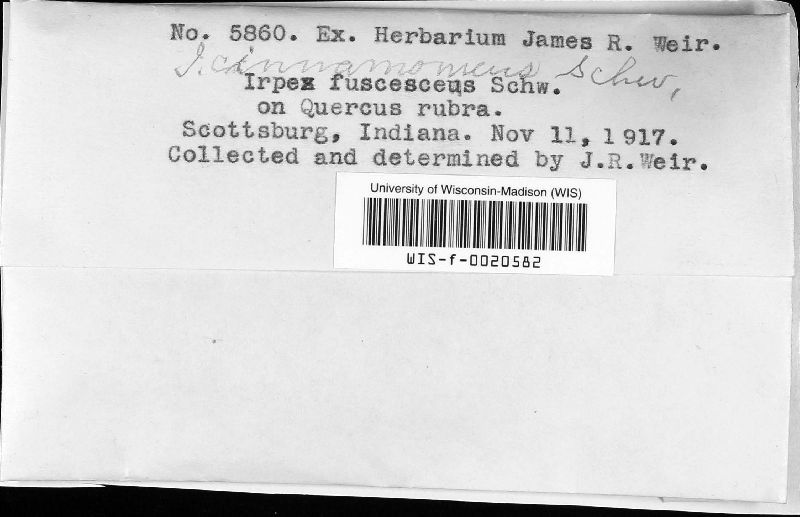 No. 5860. Ex. Herbarium James R. Weir.
I. cinnamomeus Schw,
Irpex fuscesceus Schw.
on Quercus rubra.
Scottsburg, Indiana. Nov 11, 1917.
Collected and determined by J.R.Weir.
University of Wisconsin-Madison (WIS)
WIS-f-0020582